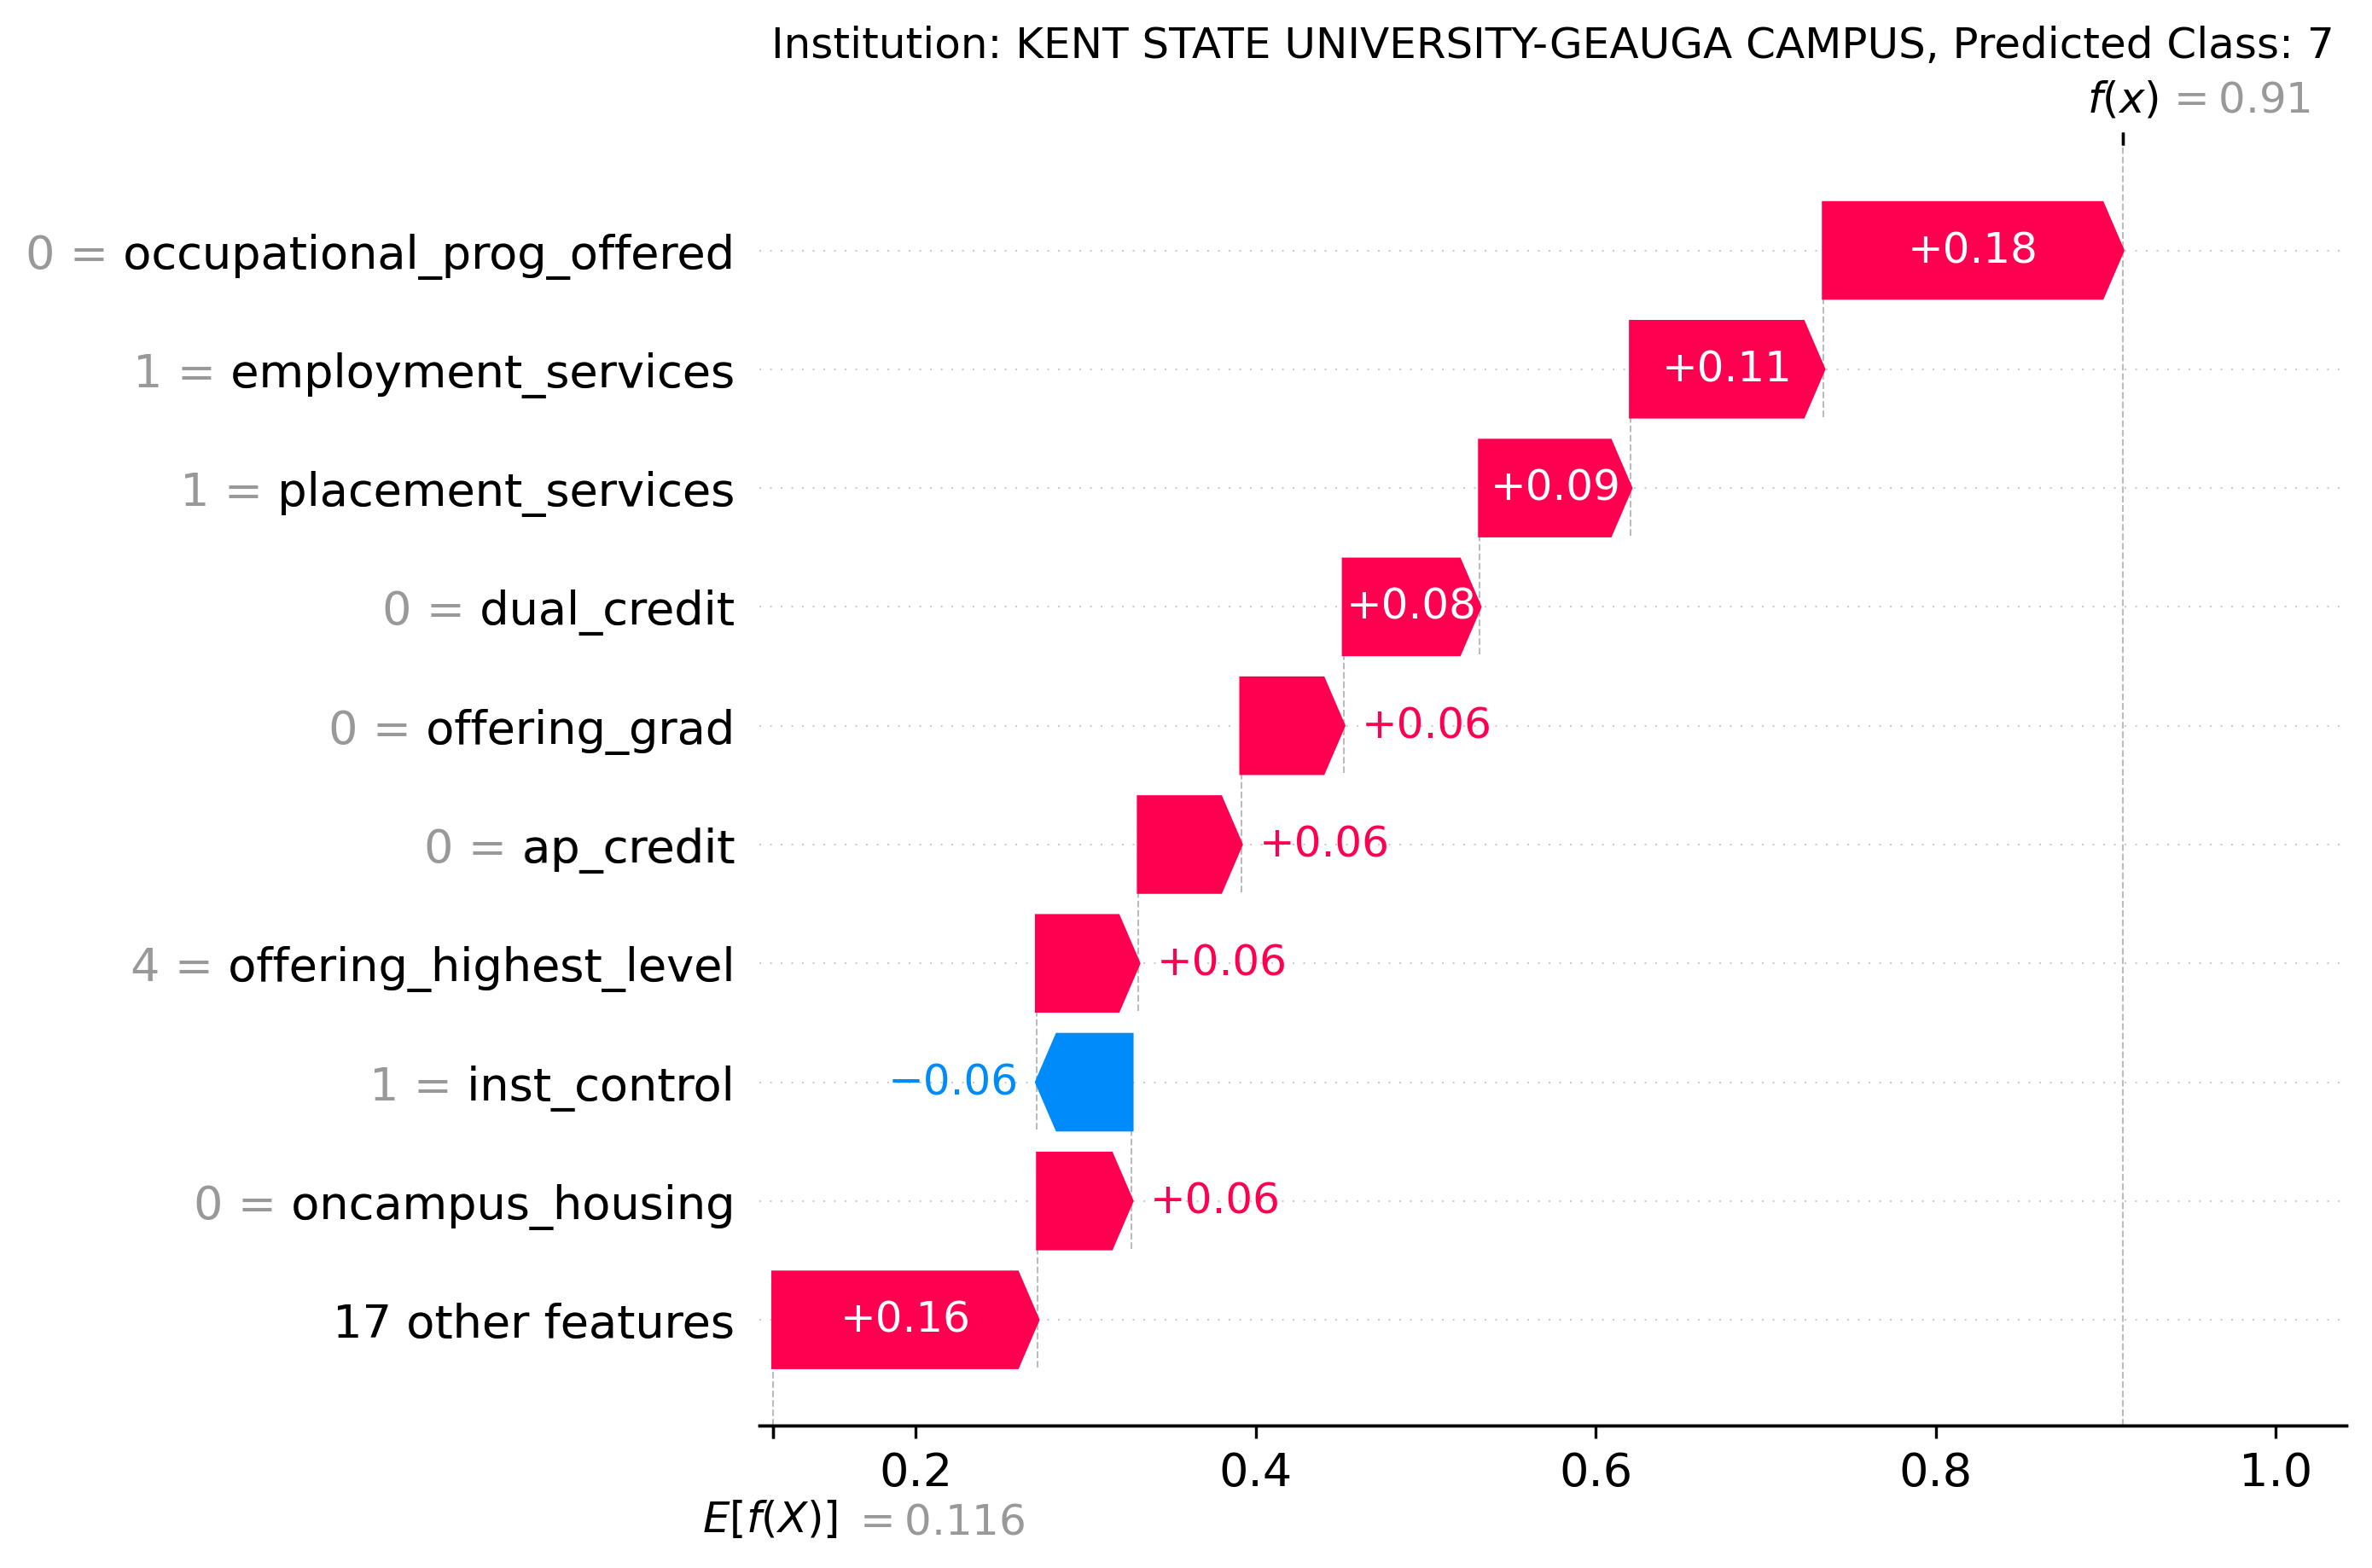 Institution: KENT STATE UNIVERSITY-GEAUGA CAMPUS, Predicted Class: 7
f(x) = 0.91
0 = occupational_prog_offered +0.18
1 = employment_services +0.11
1 = placement_services +0.09
0 = dual_credit +0.08
0 = offering_grad +0.06
0 = ap_credit +0.06
4 = offering_highest_level +0.06
1 = inst_control −0.06
0 = oncampus_housing +0.06
17 other features +0.16
0.2 0.4 0.6 0.8 1.0
E[f(X)] = 0.116